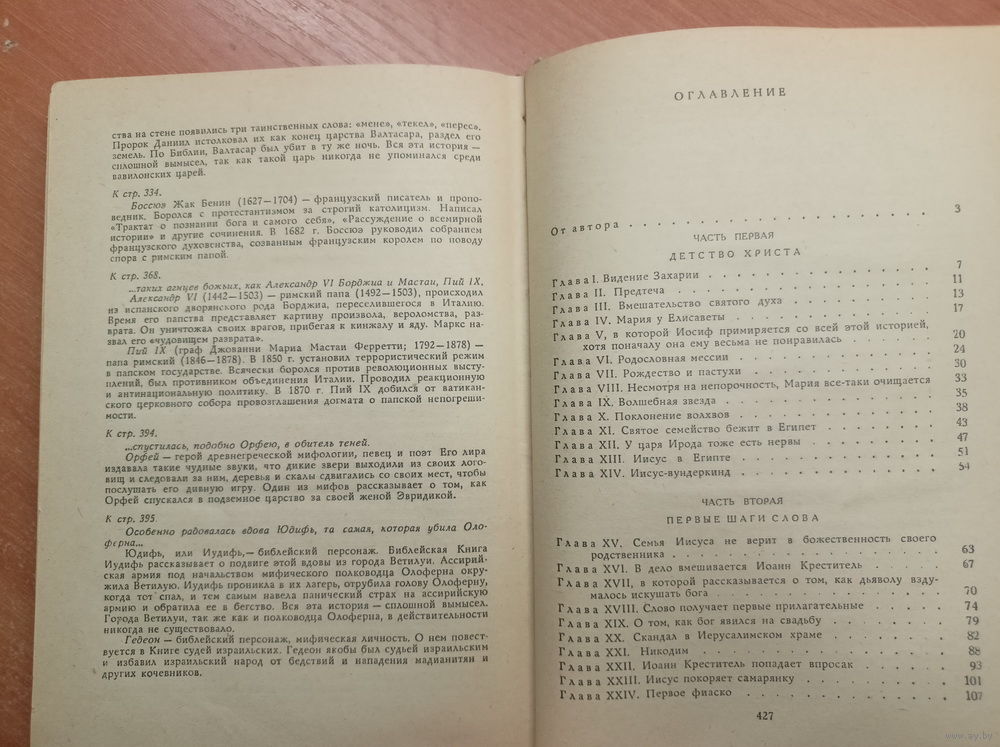 ства на стене появились три таинственных слова: «мене», «текел», «перес».
Пророк Даниил истолковал их как конец царства Валтасара, раздел его
земель. По Библии, Валтасар был убит в ту же ночь. Вся эта история —
сплошной вымысел, так как такой царь никогда не упоминался среди
вавилонских царей.
К стр. 334.
Боссюэ Жак Бенин (1627—1704) — французский писатель и пропо-
ведник. Боролся с протестантизмом за строгий католицизм. Написал
«Трактат о познании бога и самого себя», «Рассуждение о всемирной
истории» и другие сочинения. В 1682 г. Боссюэ руководил собранием
французского духовенства, созванным французским королем по поводу
спора с римским папой.
К стр. 368.
...таких агнцев божьих, как Александр VI Борджиа и Мастаи, Пий IX.
Александр VI (1442—1503) — римский папа (1492—1503), происходил
из испанского дворянского рода Борджиа, переселившегося в Италию.
Время его папства представляет картину произвола, вероломства, раз-
врата. Он уничтожал своих врагов, прибегая к кинжалу и яду. Маркс на-
звал его «чудовищем разврата».
Пий IX (граф Джованни Мариа Мастаи Ферретти; 1792—1878) —
папа римский (1846—1878). В 1850 г. установил террористический режим
в папском государстве. Всячески боролся против революционных высту-
плений, был противником объединения Италии. Проводил реакционную
и антинациональную политику. В 1870 г. Пий IX добился от ватикан-
ского церковного собора провозглашения догмата о папской непогреши-
мости.
К стр. 394.
...спустилась, подобно Орфею, в обитель теней.
Орфей — герой древнегреческой мифологии, певец и поэт Его лира
издавала такие чудные звуки, что дикие звери выходили из своих лого-
вищ и следовали за ним, деревья и скалы сдвигались со своих мест, чтобы
послушать его дивную игру. Один из мифов рассказывает о том, как
Орфей спускался в подземное царство за своей женой Эвридикой.
К стр. 395.
Особенно радовалась вдова Юдифь, та самая, которая убила Оло-
ферна...
Юдифь, или Иудифь,— библейский персонаж. Библейская Книга
Иудифь рассказывает о подвиге этой вдовы из города Ветилуи. Ассирий-
ская армия под начальством мифического полководца Олоферна окру-
жила Ветилую. Иудифь проникла в их лагерь, отрубила голову Олоферну,
когда тот спал, и тем самым навела панический страх на ассирийскую
армию и обратила ее в бегство. Вся эта история — сплошной вымысел.
Города Ветилуи, так же как и полководца Олоферна, в действительности
никогда не существовало.
Гедеон — библейский персонаж, мифическая личность. О нем повест-
вуется в Книге судей израильских. Гедеон якобы был судьей израильским
и избавил израильский народ от бедствий и нападения мадианитян и
других кочевников.
ОГЛАВЛЕНИЕ
От автора . . . 3
ЧАСТЬ ПЕРВАЯ
ДЕТСТВО ХРИСТА
Глава I. Видение Захарии . . . 7
Глава II. Предтеча . . . 11
Глава III. Вмешательство святого духа . . . 13
Глава IV. Мария у Елисаветы . . . 17
Глава V, в которой Иосиф примиряется со всей этой историей,
хотя поначалу она ему весьма не понравилась . . . 20
Глава VI. Родословная мессии . . . 24
Глава VII. Рождество и пастухи . . . 30
Глава VIII. Несмотря на непорочность, Мария все-таки очищается 33
Глава IX. Волшебная звезда . . . 35
Глава X. Поклонение волхвов . . . 38
Глава XI. Святое семейство бежит в Египет . . . 43
Глава XII. У царя Ирода тоже есть нервы . . . 47
Глава XIII. Иисус в Египте . . . 51
Глава XIV. Иисус-вундеркинд . . . 54
ЧАСТЬ ВТОРАЯ
ПЕРВЫЕ ШАГИ СЛОВА
Глава XV. Семья Иисуса не верит в божественность своего
родственника . . . 63
Глава XVI. В дело вмешивается Иоанн Креститель . . . 67
Глава XVII, в которой рассказывается о том, как дьяволу взду-
малось искушать бога . . . 70
Глава XVIII. Слово получает первые прилагательные . . . 74
Глава XIX. О том, как бог явился на свадьбу . . . 79
Глава XX. Скандал в Иерусалимском храме . . . 82
Глава XXI. Никодим . . . 88
Глава XXII. Иоанн Креститель попадает впросак . . . 93
Глава XXIII. Иисус покоряет самарянку . . . 101
Глава XXIV. Первое фиаско . . . 107
427
www.ay.by